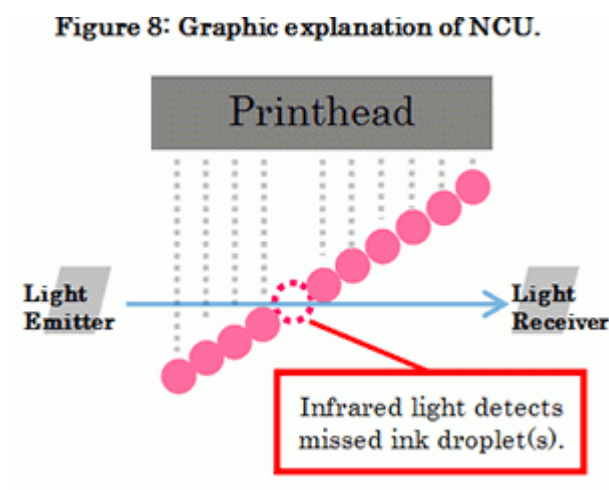 Figure 8: Graphic explanation of NCU.
Printhead
Light
Emitter
Light
Receiver
Infrared light detects
missed ink droplet(s).